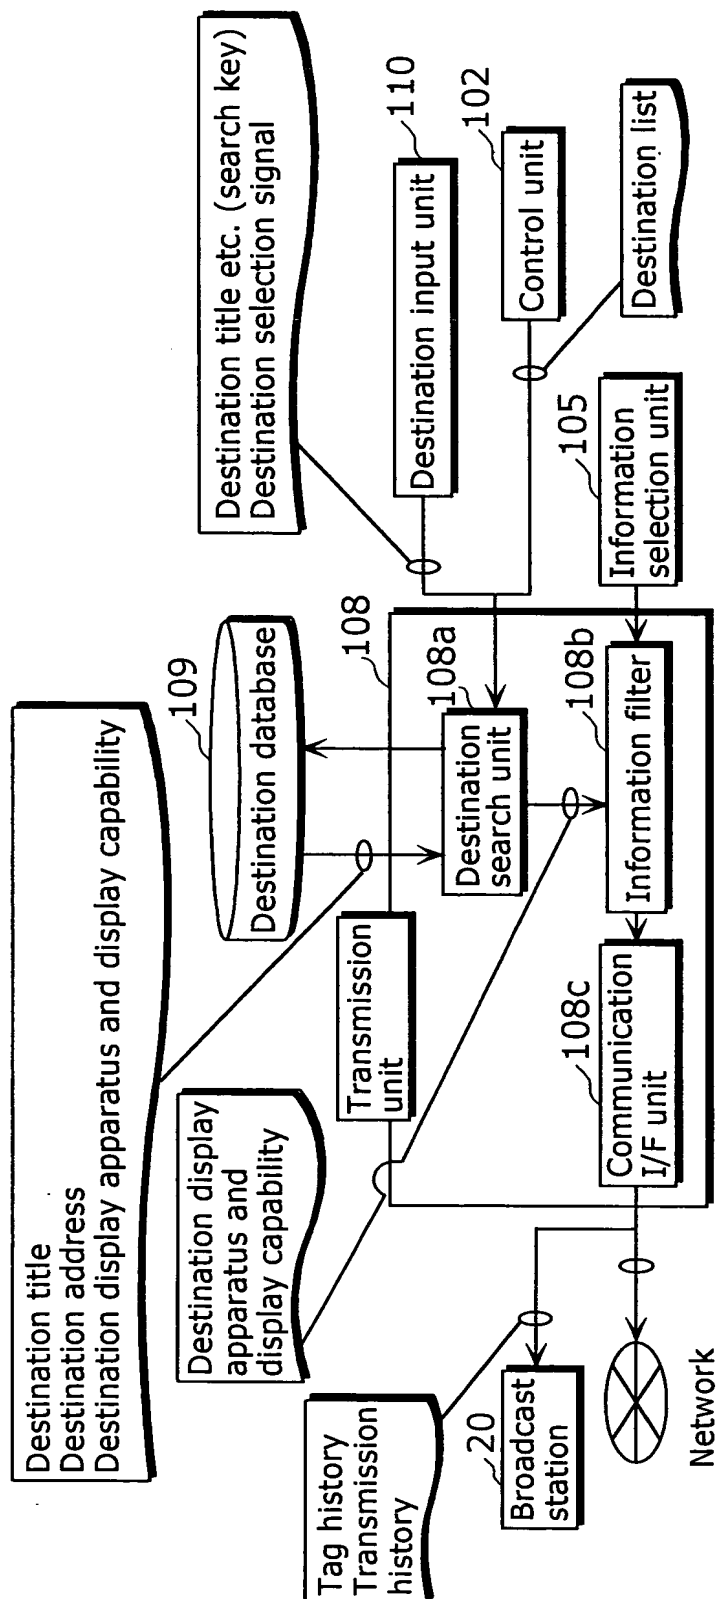 Destination title
Destination address
Destination display apparatus and display capability
Destination title etc. (search key)
Destination selection signal
Destination display
apparatus and
display capability
109
Destination database
110
Destination input unit
Tag history
Transmission
history
Transmission
unit
108
108a
Destination
search unit
102
Control unit
20
Broadcast
station
108c
Communication
I/F unit
108b
Information filter
105
Information
selection unit
Destination list
Network